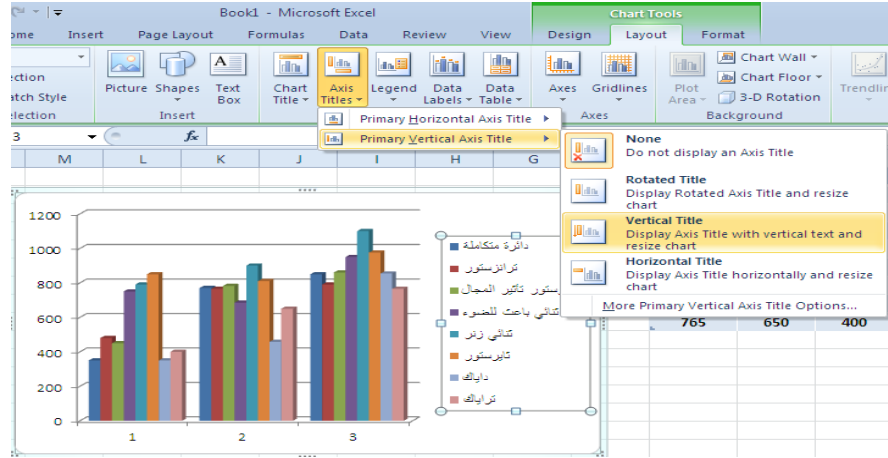 Book1 - Microsoft Excel
Chart Tools
ome Insert Page Layout Formulas Data Review View Design Layout Format
ection
atch Style
election
Picture Shapes Text Box
Insert
Chart Title Axis Titles Legend Data Labels Data Table
Axes Gridlines
Axes
Plot Area
Chart Wall
Chart Floor
3-D Rotation
Background
Trendlin
Primary Horizontal Axis Title
Primary Vertical Axis Title
3 fx
M L K J I H G
None
Do not display an Axis Title
Rotated Title
Display Rotated Axis Title and resize
chart
Vertical Title
Display Axis Title with vertical text and
resize chart
Horizontal Title
Display Axis Title horizontally and resize
chart
More Primary Vertical Axis Title Options...
765 650 400
1200
1000
800
600
400
200
0
1 2 3
دائرة متكاملة
ترانزستور
ستور تأثير المجال
ثنائي باعث للضوء
ثنائي زنر
ثايرستور
داياك
ترياك